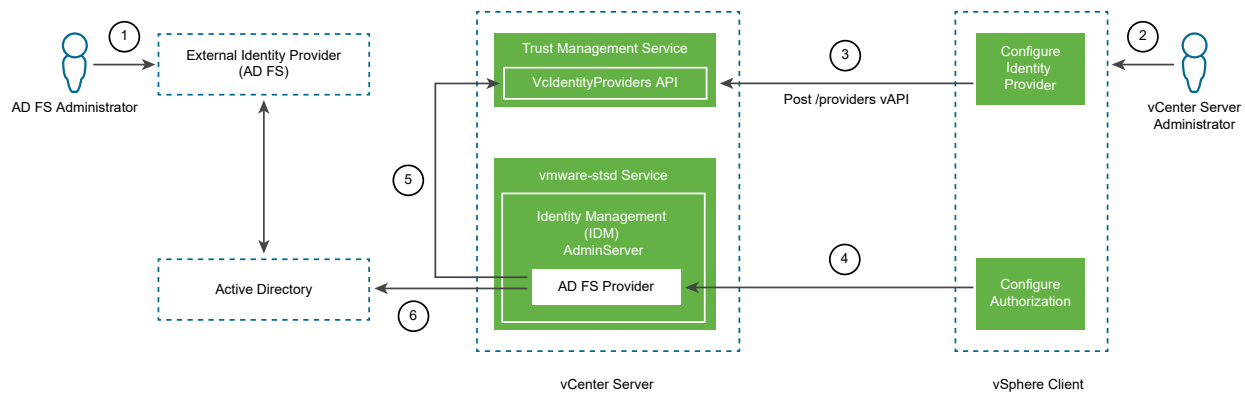 1
External Identity Provider
(AD FS)
AD FS Administrator
Trust Management Service
VcIdentityProviders API
3
Post /providers vAPI
Configure
Identity
Provider
2
vCenter Server
Administrator
5
vmware-stsd Service
Identity Management
(IDM)
AdminServer
AD FS Provider
4
Configure
Authorization
Active Directory
6
vCenter Server
vSphere Client